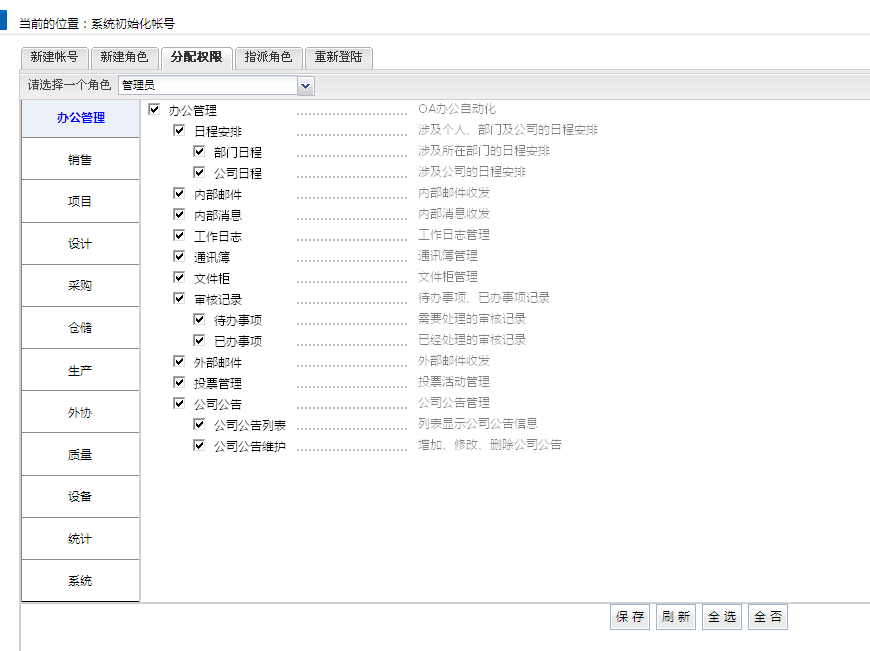 当前的位置：系统初始化帐号
新建帐号 新建角色 分配权限 指派角色 重新登陆
请选择一个角色 管理员
办公管理
销售
项目
设计
采购
仓储
生产
外协
质量
设备
统计
系统
办公管理 OA办公自动化
日程安排 涉及个人、部门及公司的日程安排
部门日程 涉及所在部门的日程安排
公司日程 涉及公司的日程安排
内部邮件 内部邮件收发
内部消息 内部消息收发
工作日志 工作日志管理
通讯簿 通讯簿管理
文件柜 文件柜管理
审核记录 待办事项、已办事项记录
待办事项 需要处理的审核记录
已办事项 已经处理的审核记录
外部邮件 外部邮件收发
投票管理 投票活动管理
公司公告 公司公告管理
公司公告列表 列表显示公司公告信息
公司公告维护 增加、修改、删除公司公告
保存 刷新 全选 全否